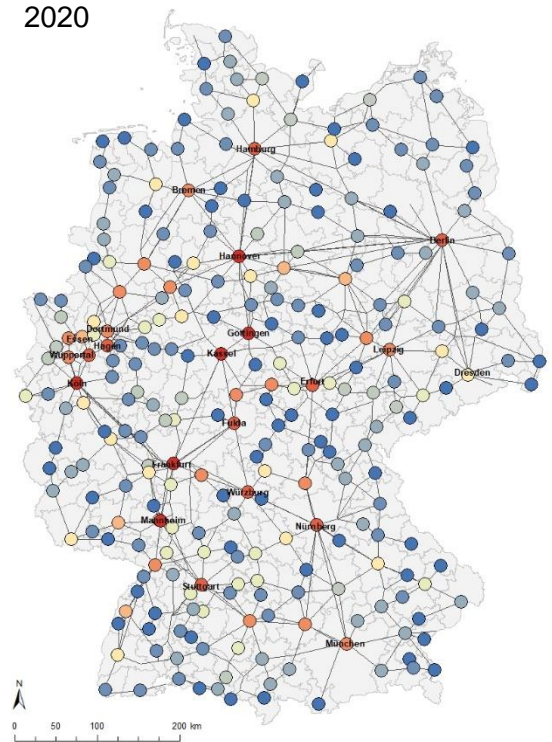 2020
Hamburg
Bremen
Berlin
Hannover
Dortmund
Essen
Hagen
Wuppertal
Göttingen
Kassel
Leipzig
Köln
Erfurt
Dresden
Fulda
Frankfurt
Würzburg
Mannheim
Nürnberg
Stuttgart
München
N
0 50 100 200 km